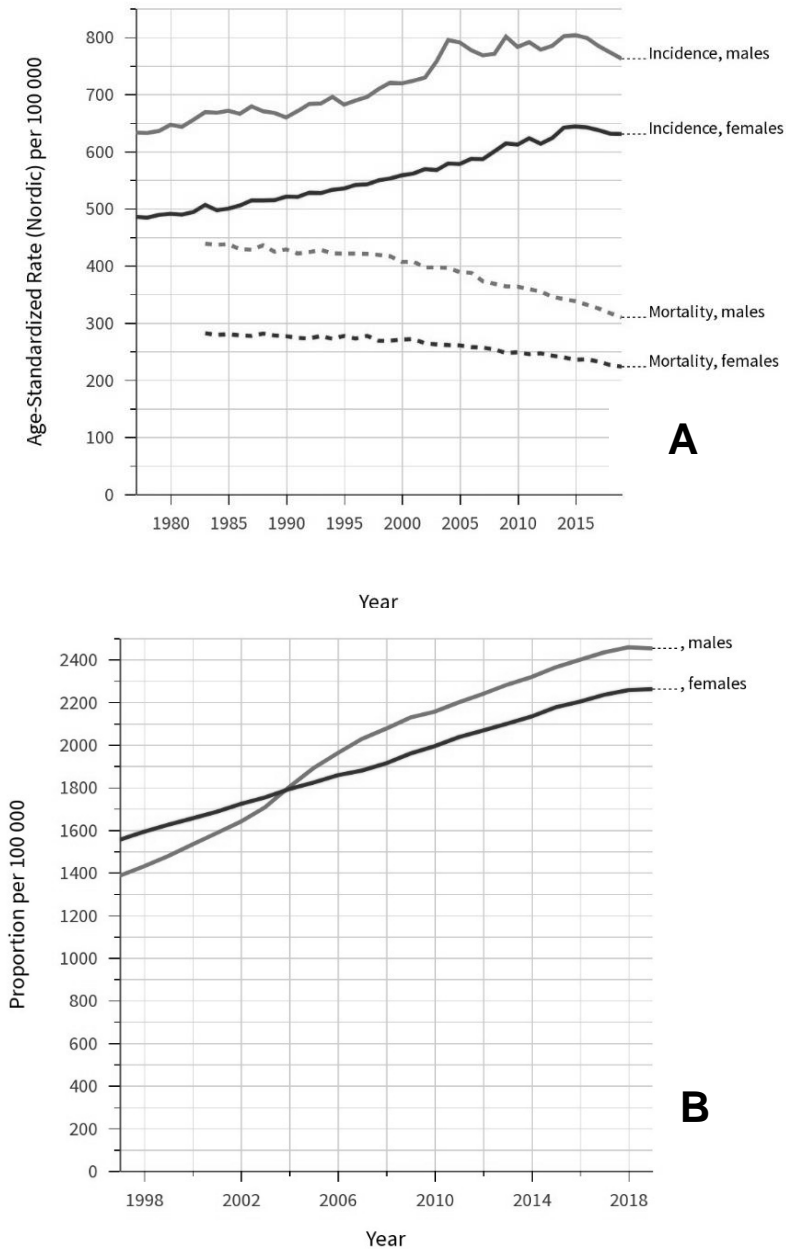 Age-Standardized Rate (Nordic) per 100 000
800
700
600
500
400
300
200
100
0
Incidence, males
Incidence, females
Mortality, males
Mortality, females
A
1980 1985 1990 1995 2000 2005 2010 2015
Year
Proportion per 100 000
2400
2200
2000
1800
1600
1400
1200
1000
800
600
400
200
0
, males
, females
B
1998 2002 2006 2010 2014 2018
Year